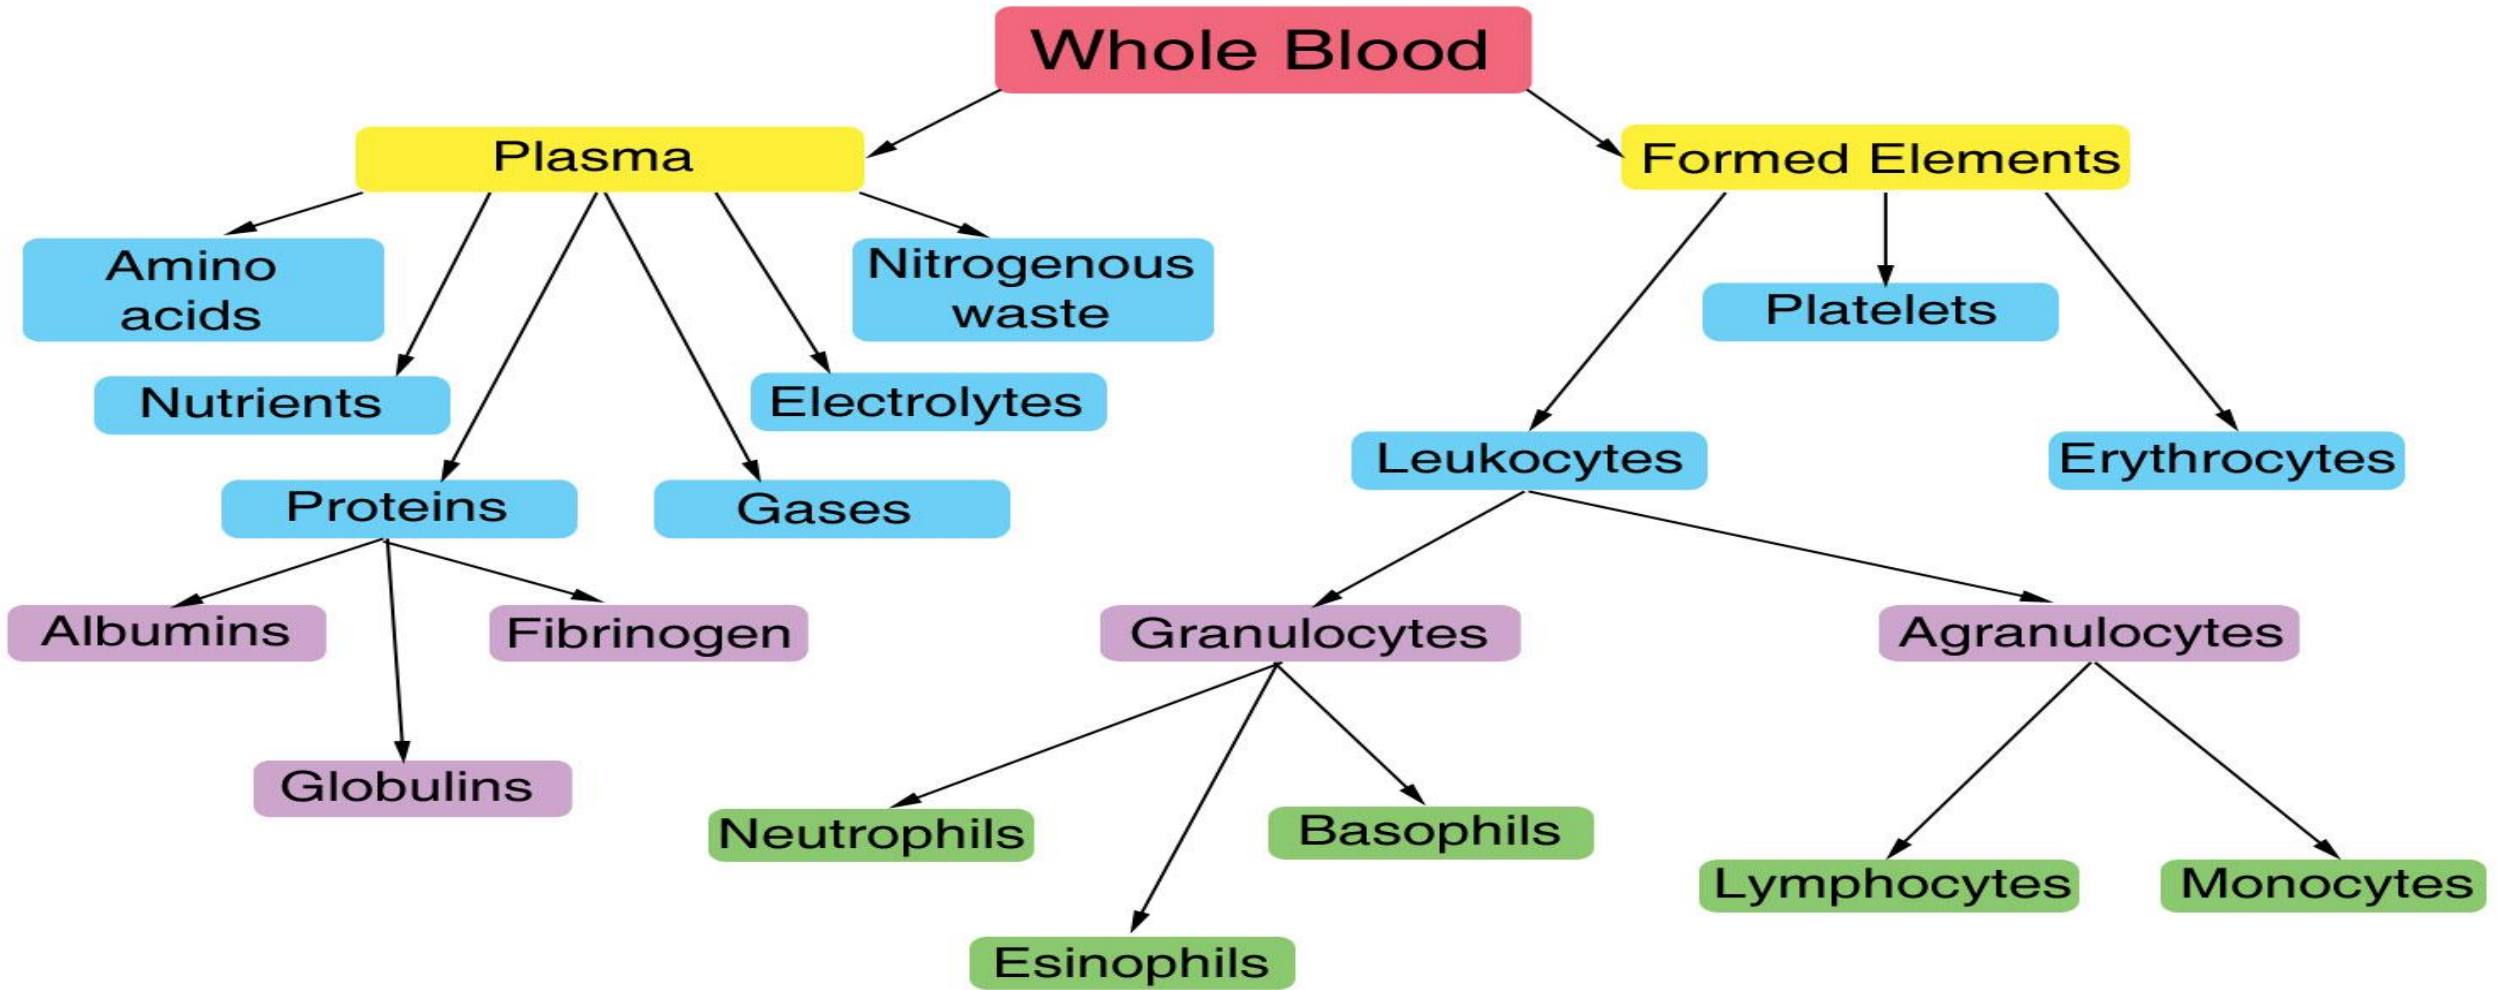 Whole Blood
Plasma
Formed Elements
Amino
acids
Nitrogenous
waste
Platelets
Nutrients
Electrolytes
Leukocytes
Erythrocytes
Proteins
Gases
Albumins
Fibrinogen
Granulocytes
Agranulocytes
Globulins
Neutrophils
Basophils
Lymphocytes
Monocytes
Esinophils